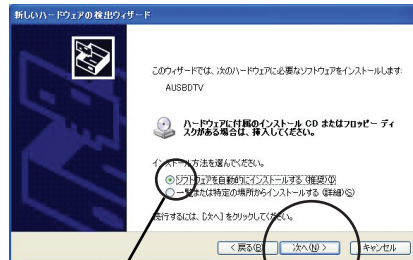 新しいハードウェアの検出ウィザード
このウィザードでは、次のハードウェアに必要なソフトウェアをインストールします:
AUSBDTV
ハードウェアに付属のインストール CD またはフロッピー ディ
スクがある場合は、挿入してください。
インストール方法を選んでください。
ソフトウェアを自動的にインストールする (推奨)(I)
一覧または特定の場所からインストールする (詳細)(S)
続行するには、[次へ] をクリックしてください。
< 戻る(B)
次へ(N) >
キャンセル